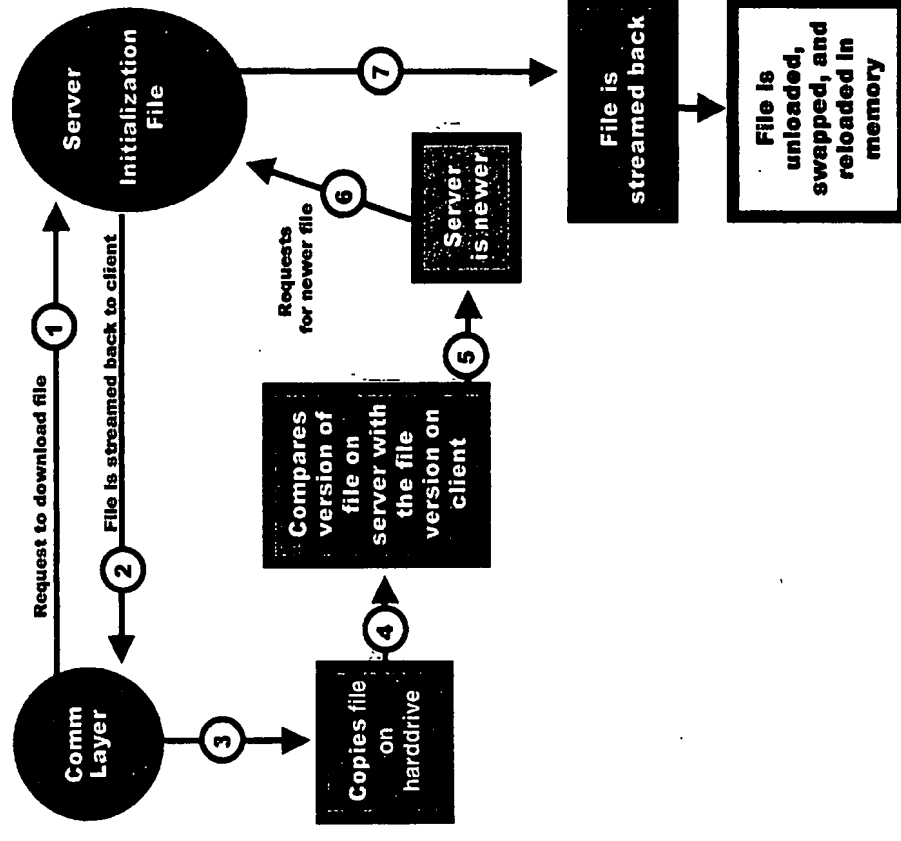 Comm
Layer
Request to download file
1
Server
Initialization
File
2
File is streamed back to client
3
Copies file
on
harddrive
4
Compares
version of
file on
server with
the file
version on
client
5
Server
is newer
6
Requests
for newer file
7
File is
streamed back
File is
unloaded,
swapped, and
reloaded in
memory